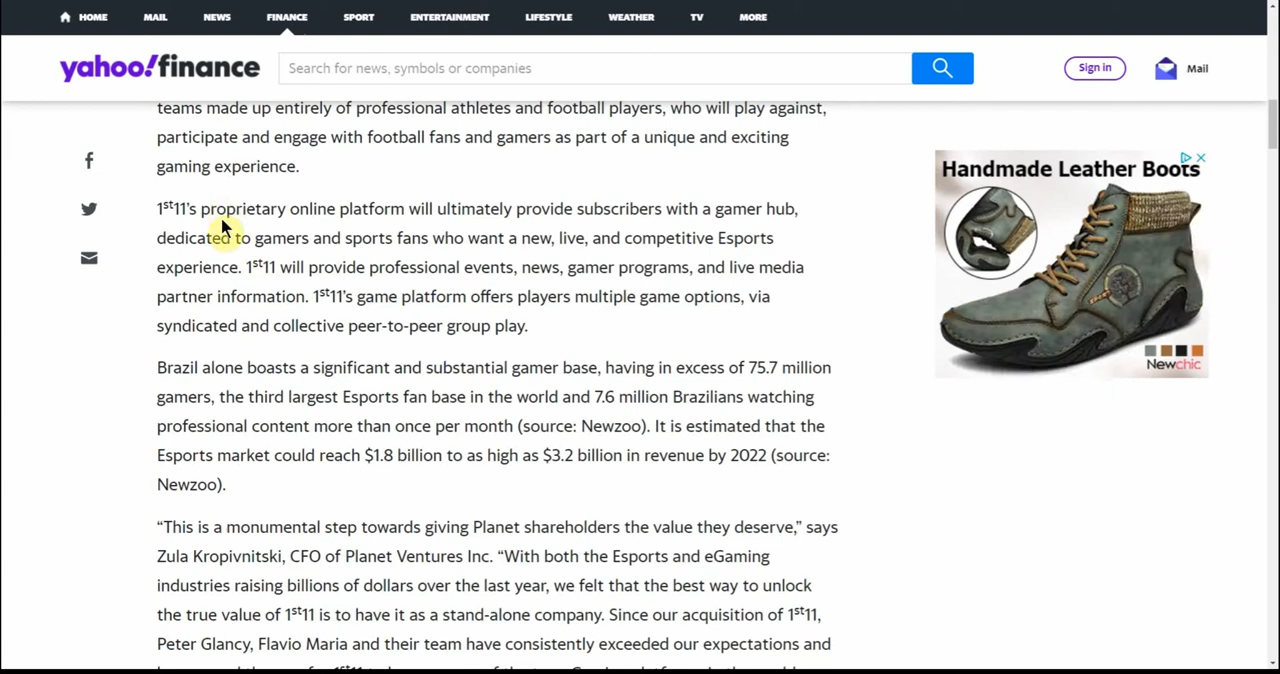 HOME MAIL NEWS FINANCE SPORT ENTERTAINMENT LIFESTYLE WEATHER TV MORE
yahoo!finance Search for news, symbols or companies Sign in Mail
teams made up entirely of professional athletes and football players, who will play against,
participate and engage with football fans and gamers as part of a unique and exciting
gaming experience.
1st11's proprietary online platform will ultimately provide subscribers with a gamer hub,
dedicated to gamers and sports fans who want a new, live, and competitive Esports
experience. 1st11 will provide professional events, news, gamer programs, and live media
partner information. 1st11's game platform offers players multiple game options, via
syndicated and collective peer-to-peer group play.
Brazil alone boasts a significant and substantial gamer base, having in excess of 75.7 million
gamers, the third largest Esports fan base in the world and 7.6 million Brazilians watching
professional content more than once per month (source: Newzoo). It is estimated that the
Esports market could reach $1.8 billion to as high as $3.2 billion in revenue by 2022 (source:
Newzoo).
“This is a monumental step towards giving Planet shareholders the value they deserve,” says
Zula Kropivnitski, CFO of Planet Ventures Inc. “With both the Esports and eGaming
industries raising billions of dollars over the last year, we felt that the best way to unlock
the true value of 1st11 is to have it as a stand-alone company. Since our acquisition of 1st11,
Peter Glancy, Flavio Maria and their team have consistently exceeded our expectations and
Handmade Leather Boots
Newchic